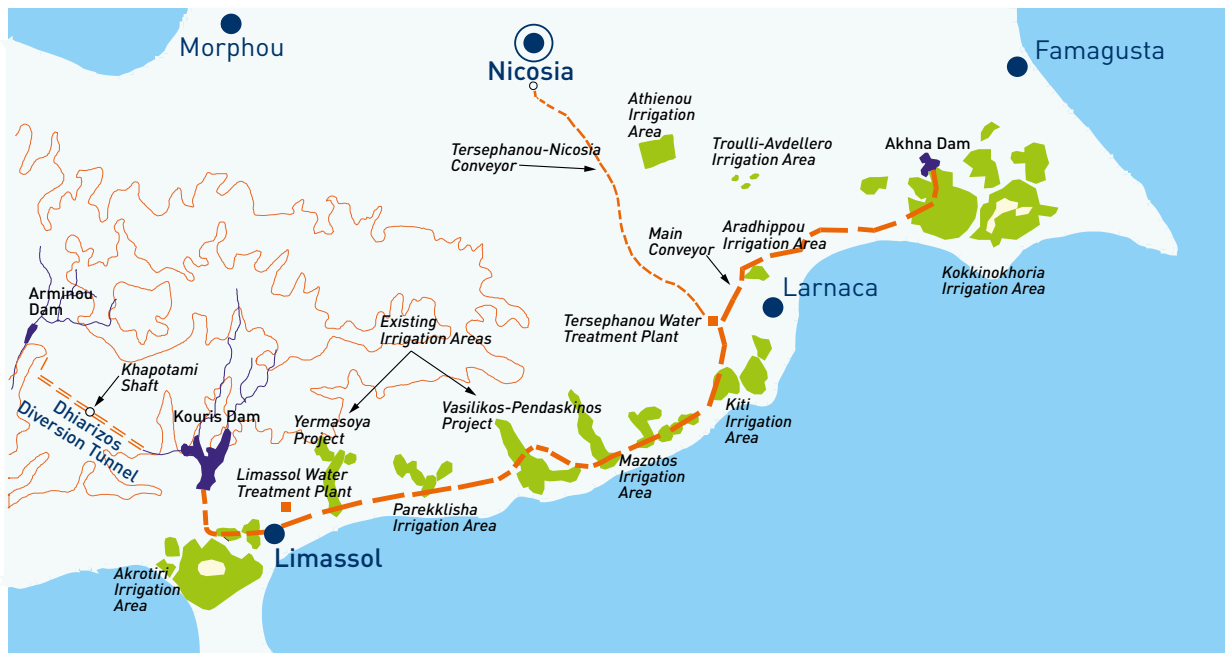 Morphou
Nicosia
Famagusta
Athienou
Irrigation
Area
Tersephanou-Nicosia
Conveyor
Troulli-Avdellero
Irrigation Area
Akhna Dam
Main
Conveyor
Aradhippou
Irrigation Area
Kokkinokhoria
Irrigation Area
Larnaca
Arminou
Dam
Existing
Irrigation Areas
Tersephanou Water
Treatment Plant
Khapotami
Shaft
Dhiarizos
Diversion Tunnel
Kouris Dam
Yermasoya
Project
Vasilikos-Pendaskinos
Project
Kiti
Irrigation
Area
Limassol Water
Treatment Plant
Mazotos
Irrigation
Area
Parekklisha
Irrigation Area
Limassol
Akrotiri
Irrigation
Area